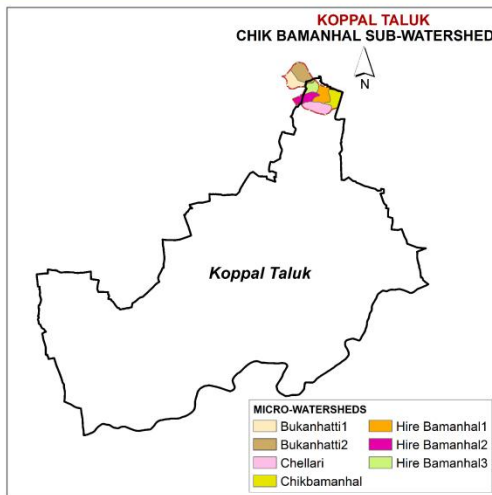 KOPPAL TALUK
CHIK BAMANHAL SUB-WATERSHED
N
Koppal Taluk
MICRO-WATERSHEDS
Bukanhatti1
Bukanhatti2
Chellari
Chikbamanhal
Hire Bamanhal1
Hire Bamanhal2
Hire Bamanhal3